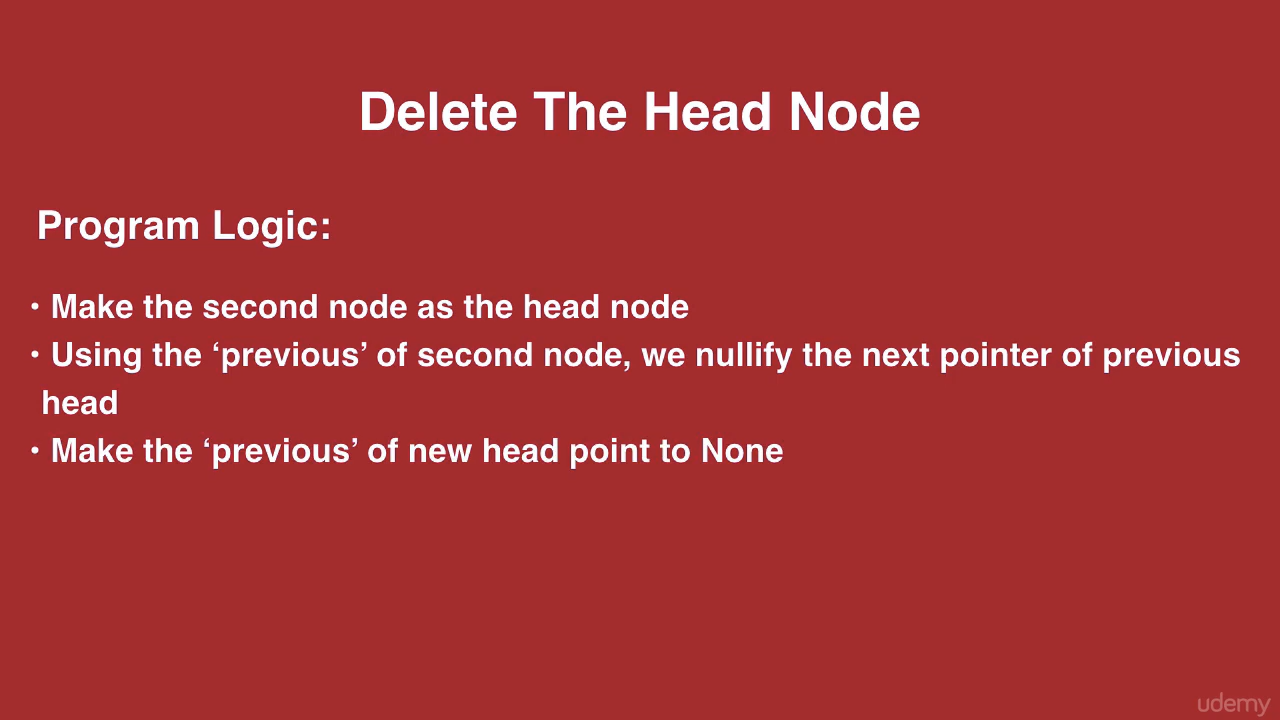 Delete The Head Node
Program Logic:
• Make the second node as the head node
• Using the ‘previous’ of second node, we nullify the next pointer of previous
head
• Make the ‘previous’ of new head point to None
udemy